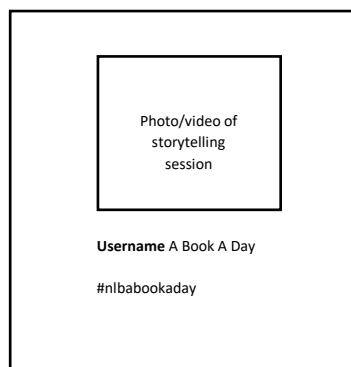 Photo/video of
storytelling
session
Username A Book A Day
#nlbabookaday